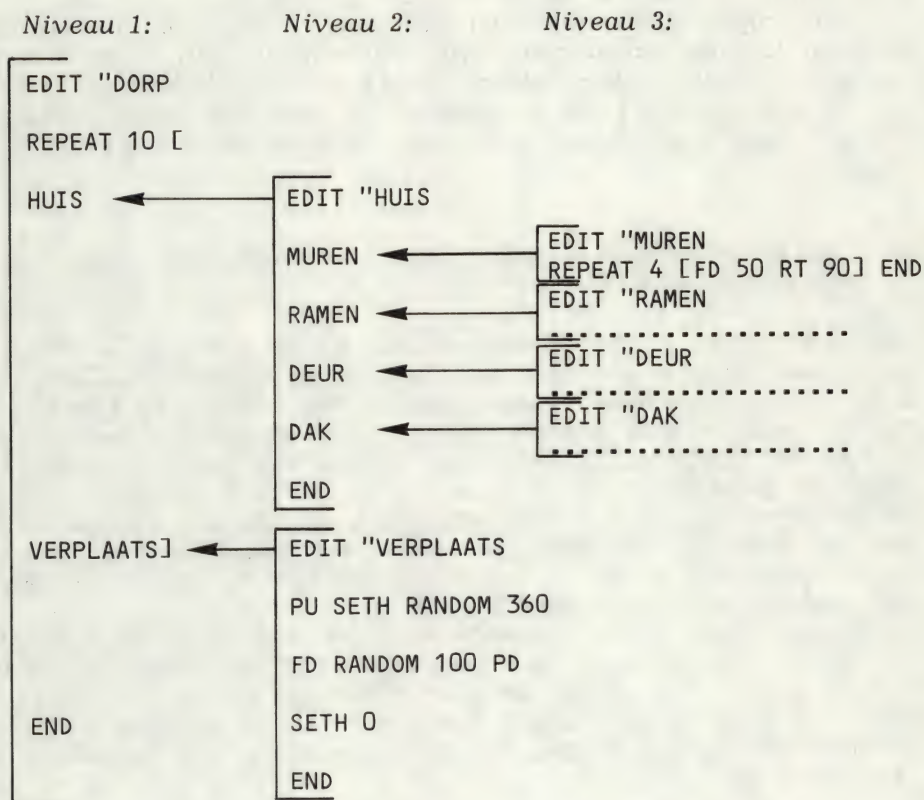 Niveau 1: Niveau 2: Niveau 3:
EDIT "DORP
REPEAT 10 [
HUIS EDIT "HUIS
MUREN EDIT "MUREN
REPEAT 4 [FD 50 RT 90] END
RAMEN EDIT "RAMEN
....................
DEUR EDIT "DEUR
....................
DAK EDIT "DAK
....................
END
VERPLAATS] EDIT "VERPLAATS
PU SETH RANDOM 360
FD RANDOM 100 PD
END SETH 0
END